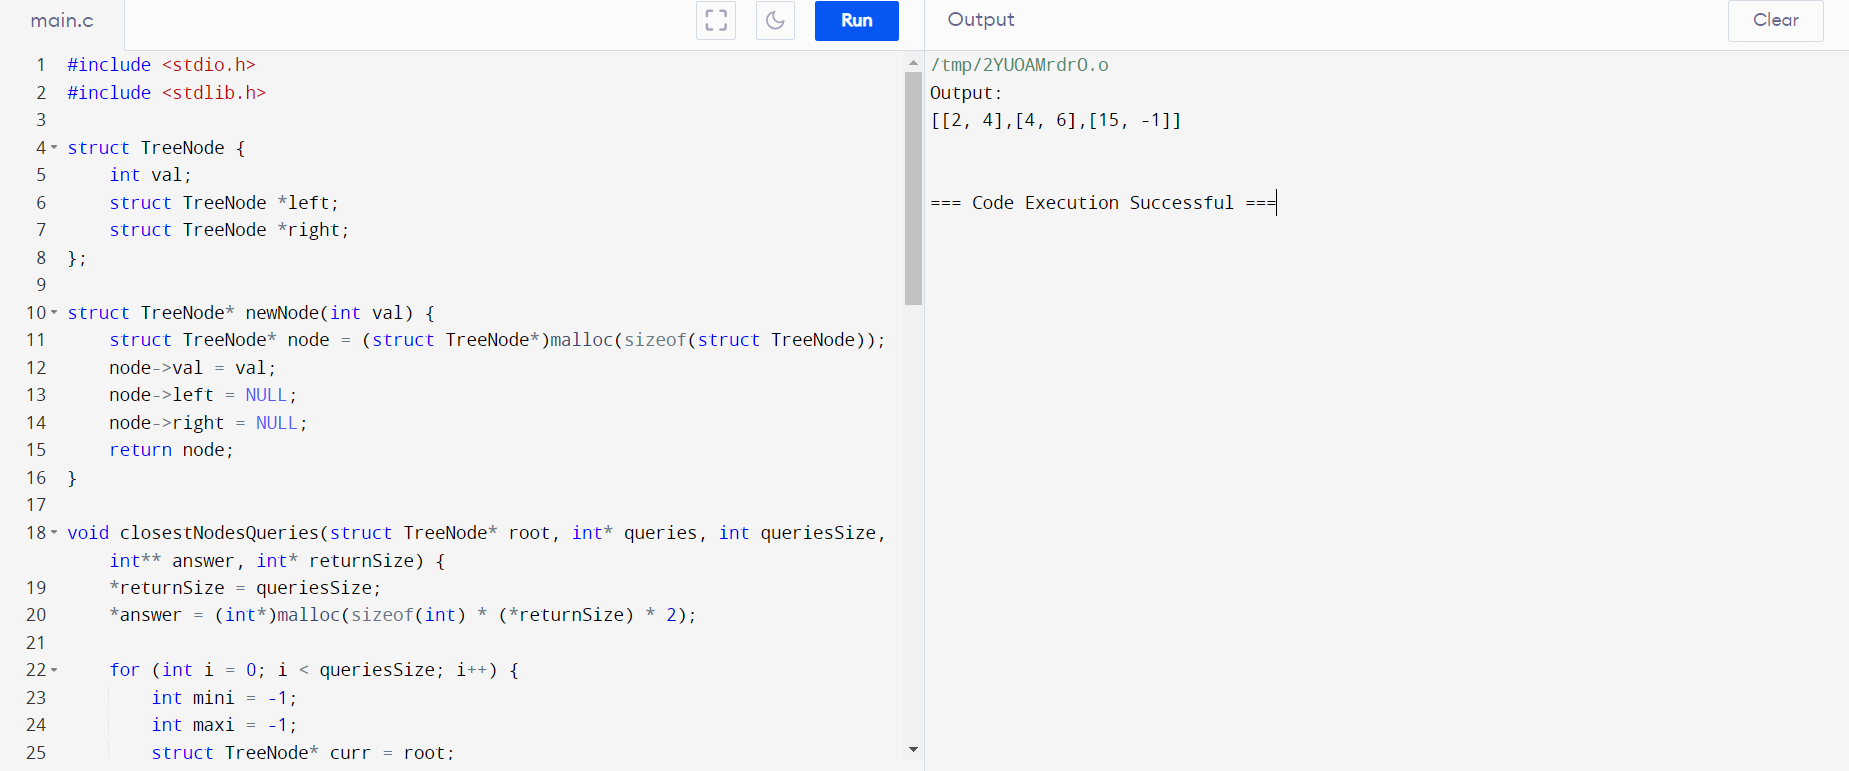 main.c
Run
1 #include <stdio.h>
2 #include <stdlib.h>
3
4 struct TreeNode {
5 int val;
6 struct TreeNode *left;
7 struct TreeNode *right;
8 };
9
10 struct TreeNode* newNode(int val) {
11 struct TreeNode* node = (struct TreeNode*)malloc(sizeof(struct TreeNode));
12 node->val = val;
13 node->left = NULL;
14 node->right = NULL;
15 return node;
16 }
17
18 void closestNodesQueries(struct TreeNode* root, int* queries, int queriesSize,
int** answer, int* returnSize) {
19 *returnSize = queriesSize;
20 *answer = (int*)malloc(sizeof(int) * (*returnSize) * 2);
21
22 for (int i = 0; i < queriesSize; i++) {
23 int mini = -1;
24 int maxi = -1;
25 struct TreeNode* curr = root;
Output
Clear
/tmp/2YUOAMrdrO.o
Output:
[[2, 4],[4, 6],[15, -1]]
=== Code Execution Successful ===